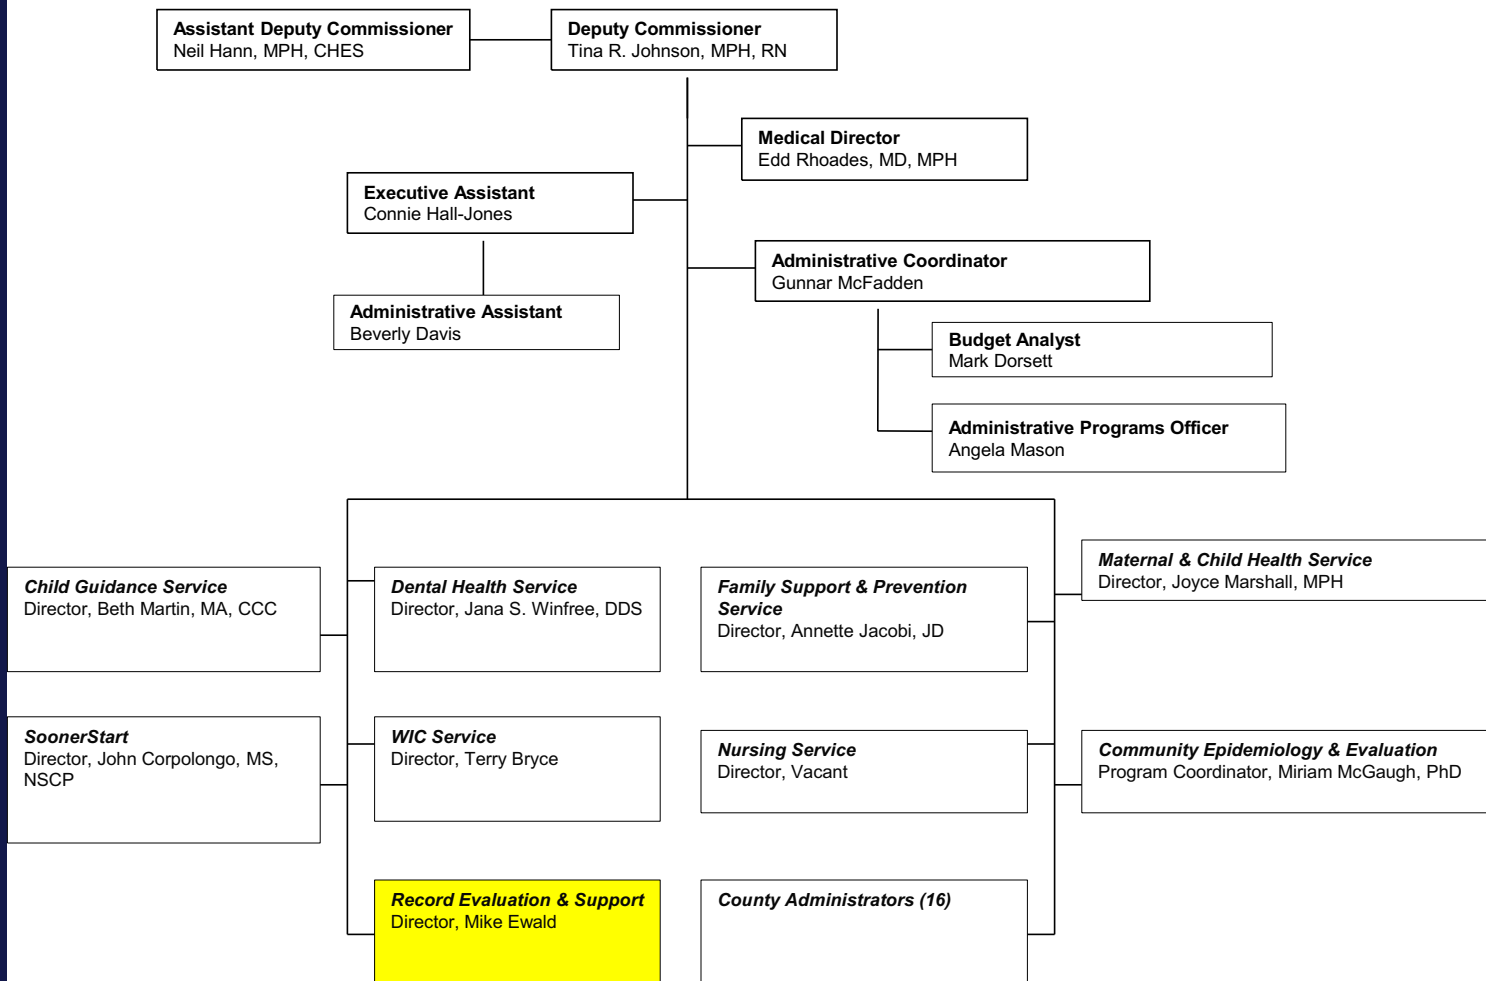 Assistant Deputy Commissioner
Neil Hann, MPH, CHES
Deputy Commissioner
Tina R. Johnson, MPH, RN
Medical Director
Edd Rhoades, MD, MPH
Executive Assistant
Connie Hall-Jones
Administrative Coordinator
Gunnar McFadden
Administrative Assistant
Beverly Davis
Budget Analyst
Mark Dorsett
Administrative Programs Officer
Angela Mason
Child Guidance Service
Director, Beth Martin, MA, CCC
Dental Health Service
Director, Jana S. Winfree, DDS
Family Support & Prevention
Service
Director, Annette Jacobi, JD
Maternal & Child Health Service
Director, Joyce Marshall, MPH
SoonerStart
Director, John Corpolongo, MS,
NSCP
WIC Service
Director, Terry Bryce
Nursing Service
Director, Vacant
Community Epidemiology & Evaluation
Program Coordinator, Miriam McGaugh, PhD
Record Evaluation & Support
Director, Mike Ewald
County Administrators (16)